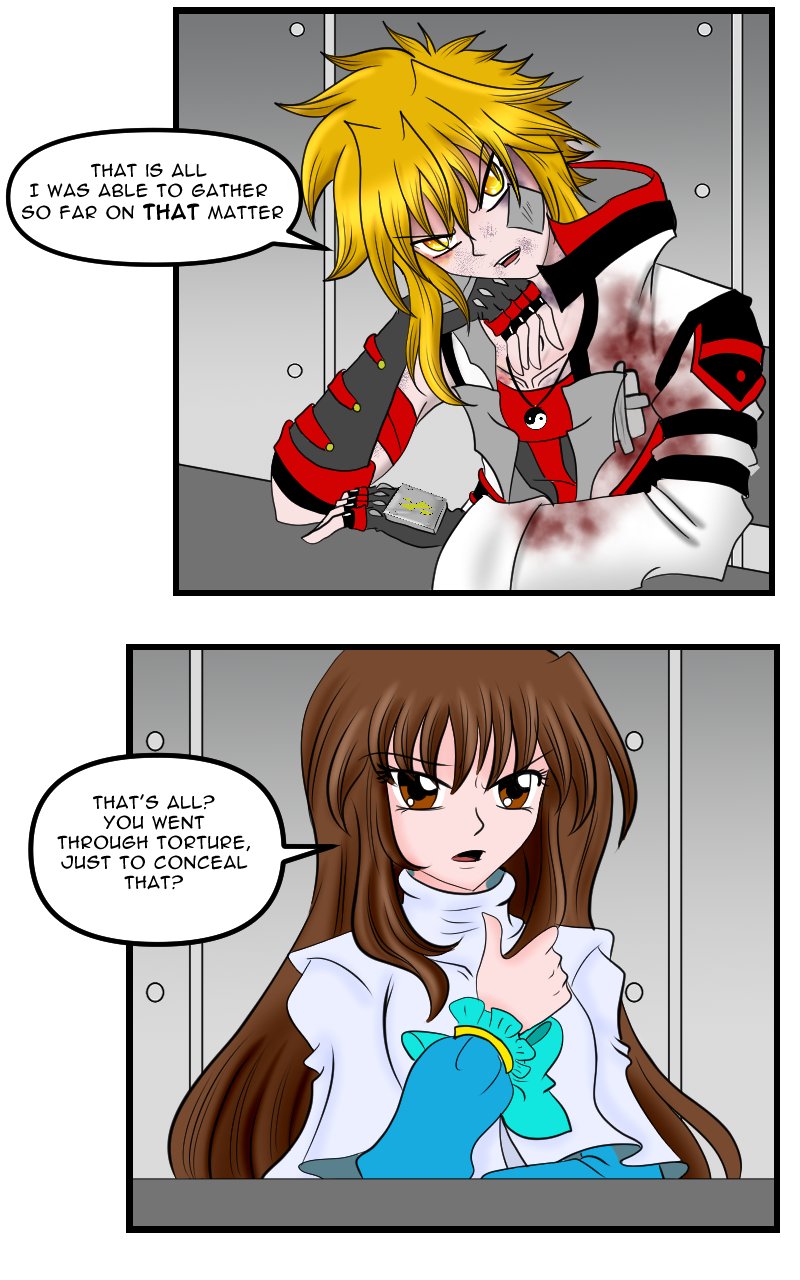 THAT IS ALL
I WAS ABLE TO GATHER
SO FAR ON THAT MATTER
THAT'S ALL?
YOU WENT
THROUGH TORTURE,
JUST TO CONCEAL
THAT?